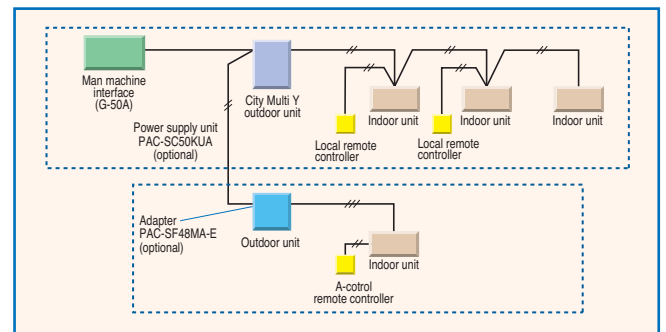 Man machine
interface
(G-50A)
City Multi Y
outdoor unit
Indoor unit
Indoor unit
Indoor unit
Local remote
controller
Local remote
controller
Power supply unit
PAC-SC50KUA
(optional)
Adapter
PAC-SF48MA-E
(optional)
Outdoor unit
Indoor unit
A-cotrol
remote controller